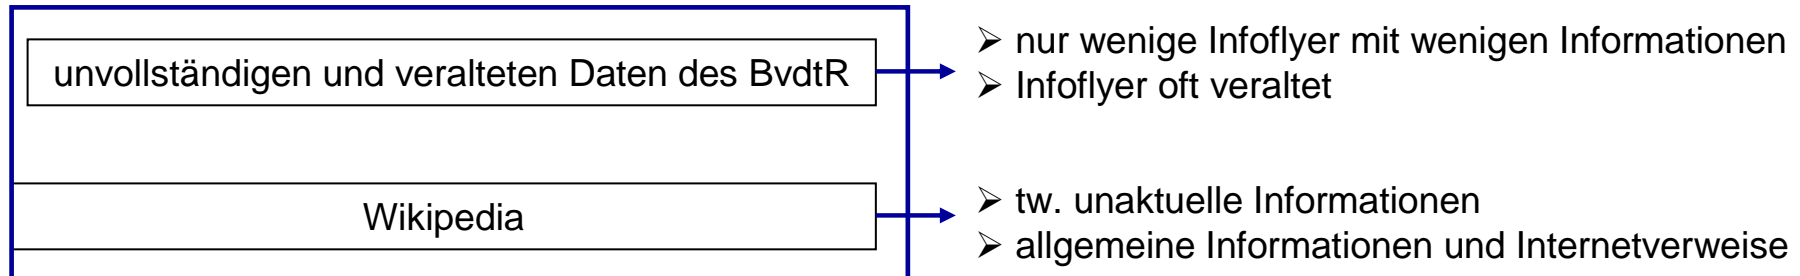 unvollständigen und veralteten Daten des BvdtR
➢ nur wenige Infoflyer mit wenigen Informationen
➢ Infoflyer oft veraltet
Wikipedia
➢ tw. unaktuelle Informationen
➢ allgemeine Informationen und Internetverweise